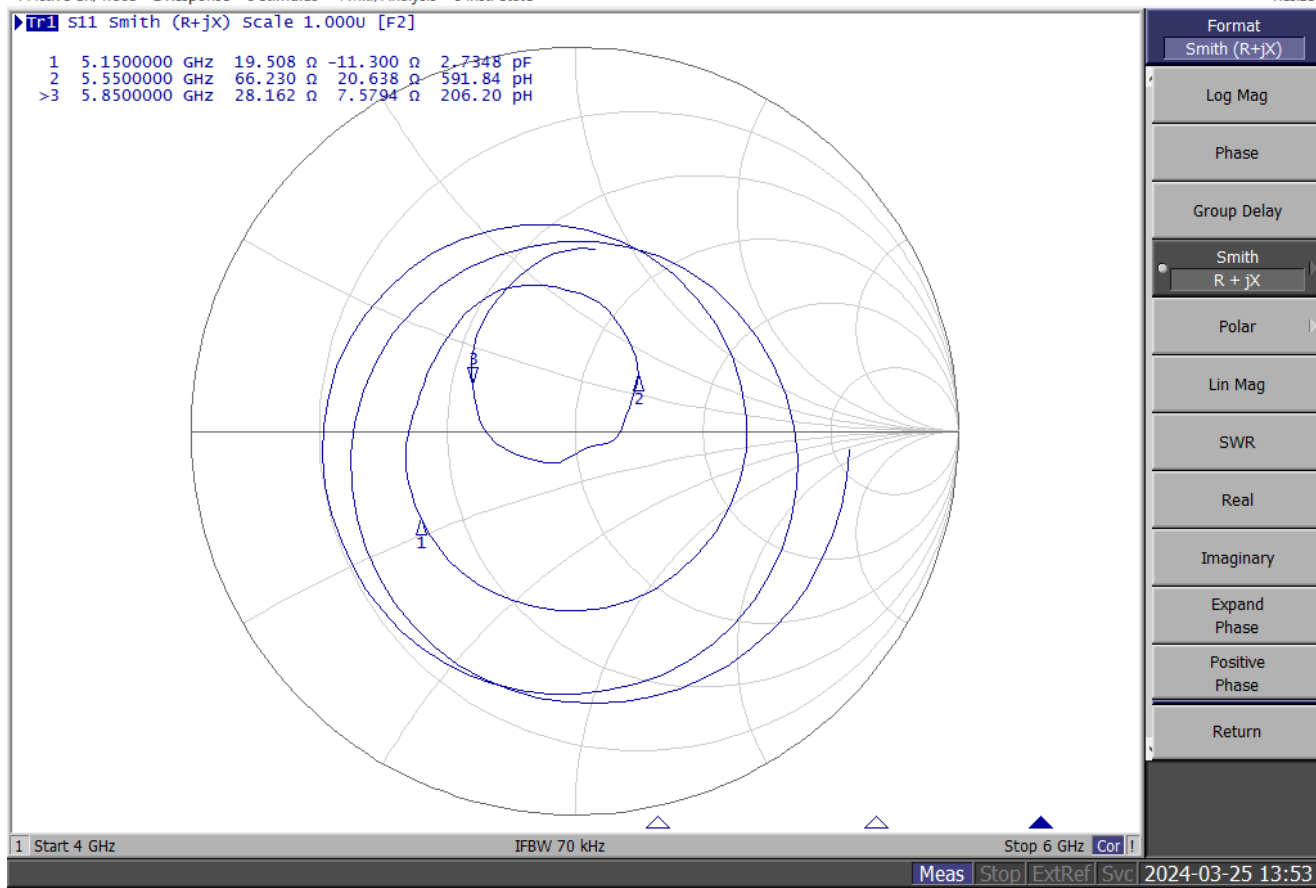 Tr1 S11 Smith (R+jX) Scale 1.000U [F2]
1 5.1500000 GHz 19.508 Ω -11.300 Ω 2.7348 pF
2 5.5500000 GHz 66.230 Ω 20.638 Ω 591.84 pH
>3 5.8500000 GHz 28.162 Ω 7.5794 Ω 206.20 pH
3
2
1
1 Start 4 GHz IFBW 70 kHz Stop 6 GHz Cor !
Format
Smith (R+jX)
Log Mag
Phase
Group Delay
Smith
R + jX
Polar
Lin Mag
SWR
Real
Imaginary
Expand
Phase
Positive
Phase
Return
Meas Stop ExtRef Svc 2024-03-25 13:53